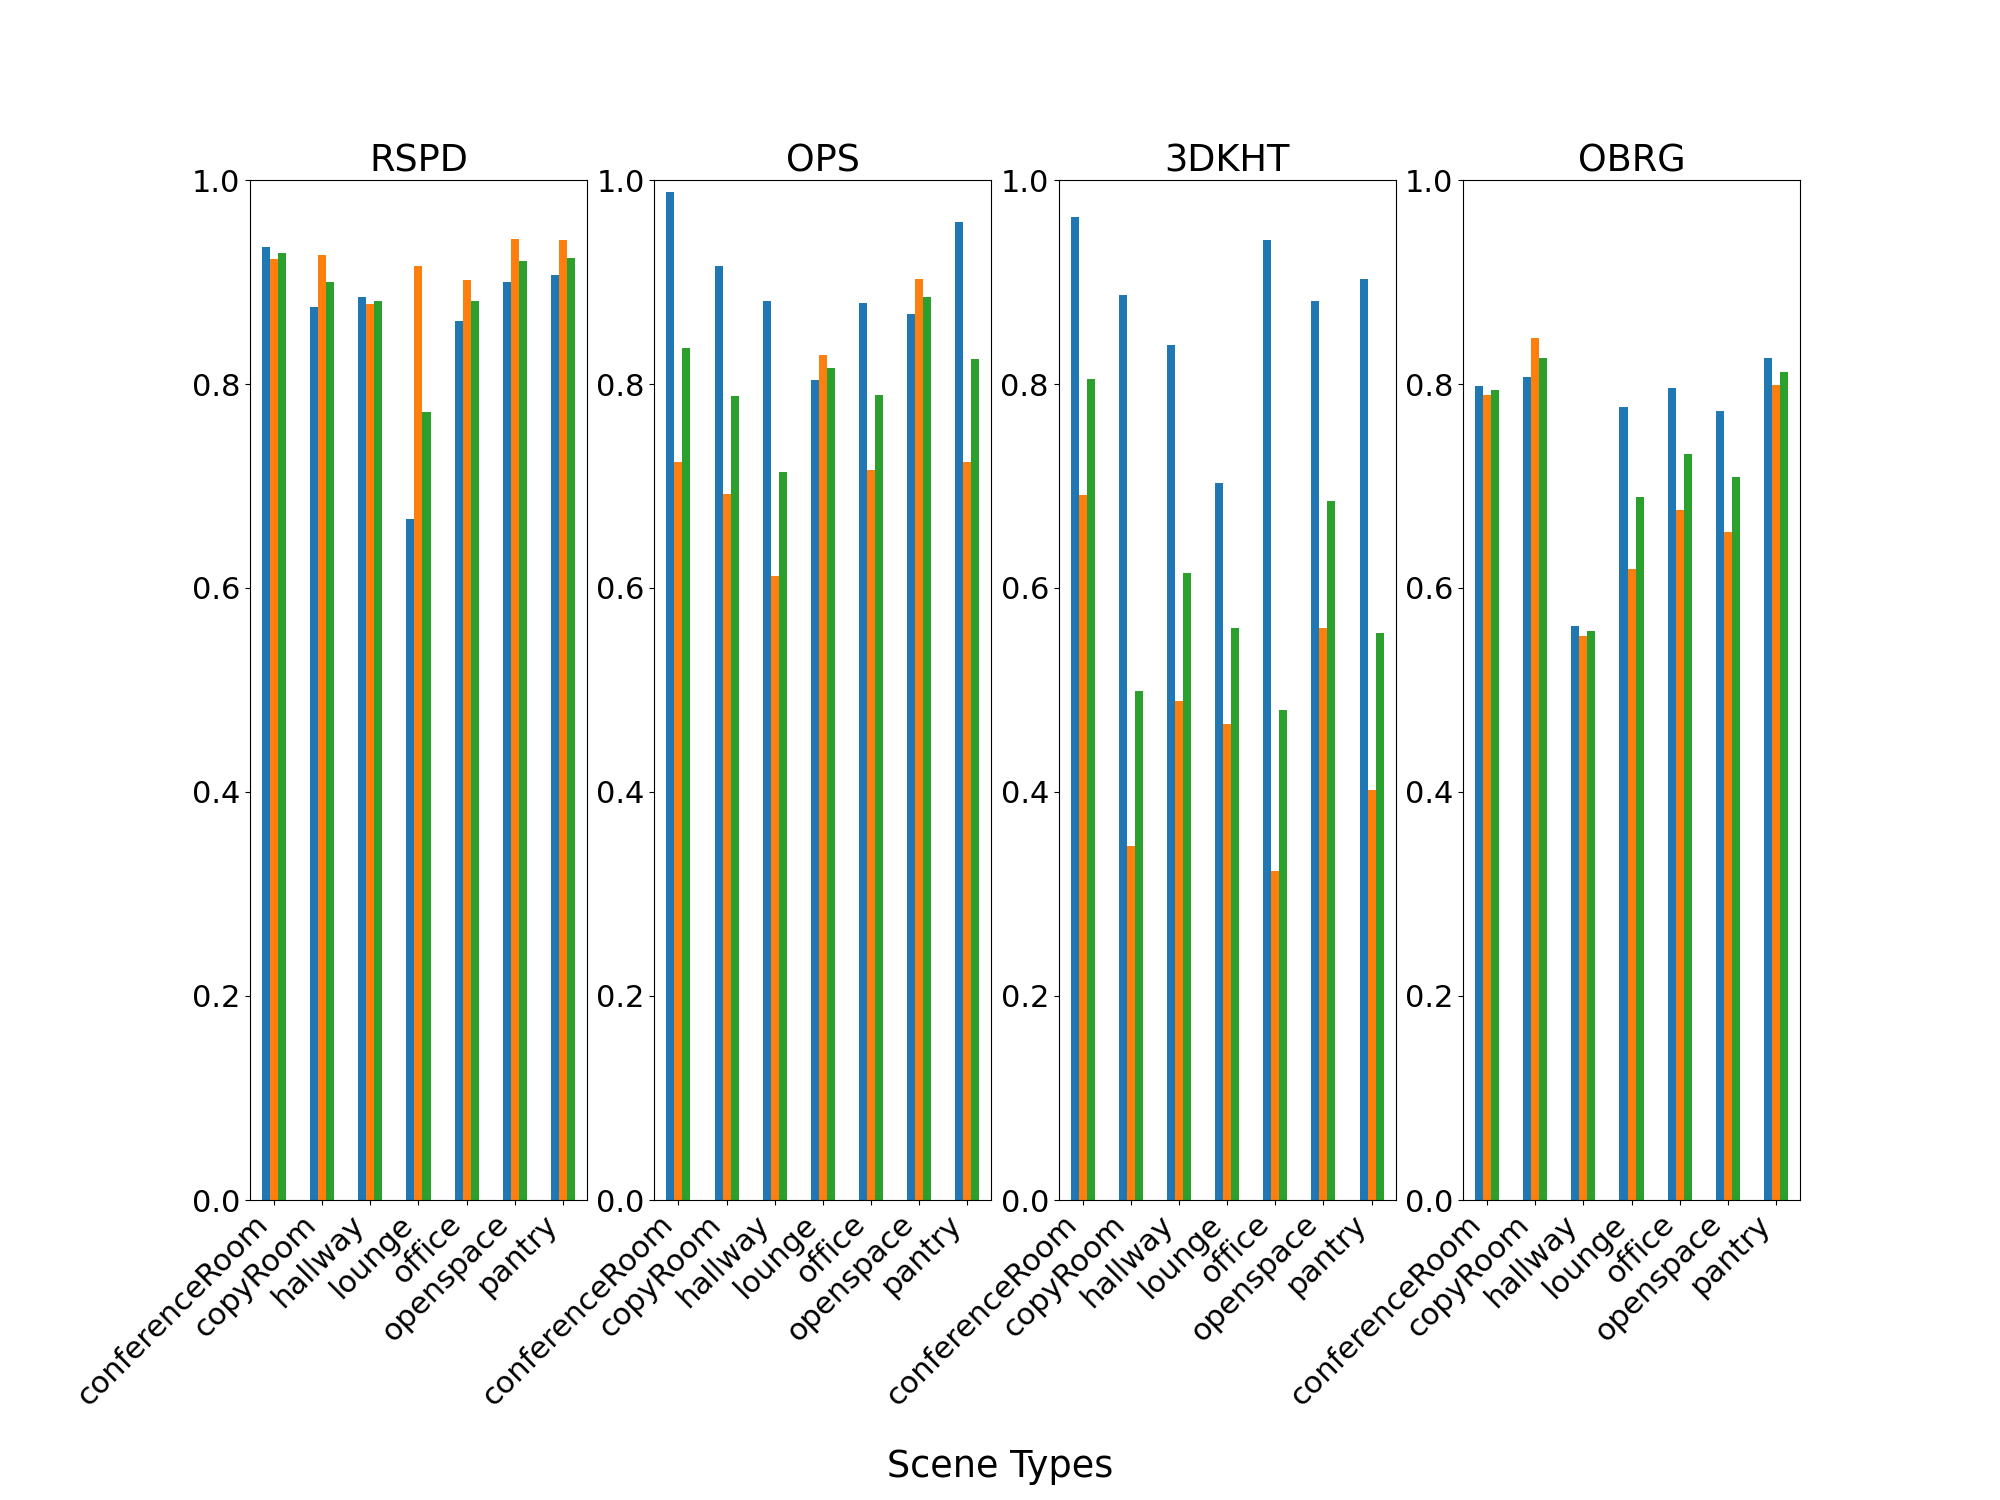 RSPD OPS 3DKHT OBRG
1.0 1.0 1.0 1.0
0.8 0.8 0.8 0.8
0.6 0.6 0.6 0.6
0.4 0.4 0.4 0.4
0.2 0.2 0.2 0.2
0.0 0.0 0.0 0.0
conferenceRoom copyRoom hallway lounge office openspace pantry conferenceRoom copyRoom hallway lounge office openspace pantry conferenceRoom copyRoom hallway lounge office openspace pantry conferenceRoom copyRoom hallway lounge office openspace pantry
Scene Types